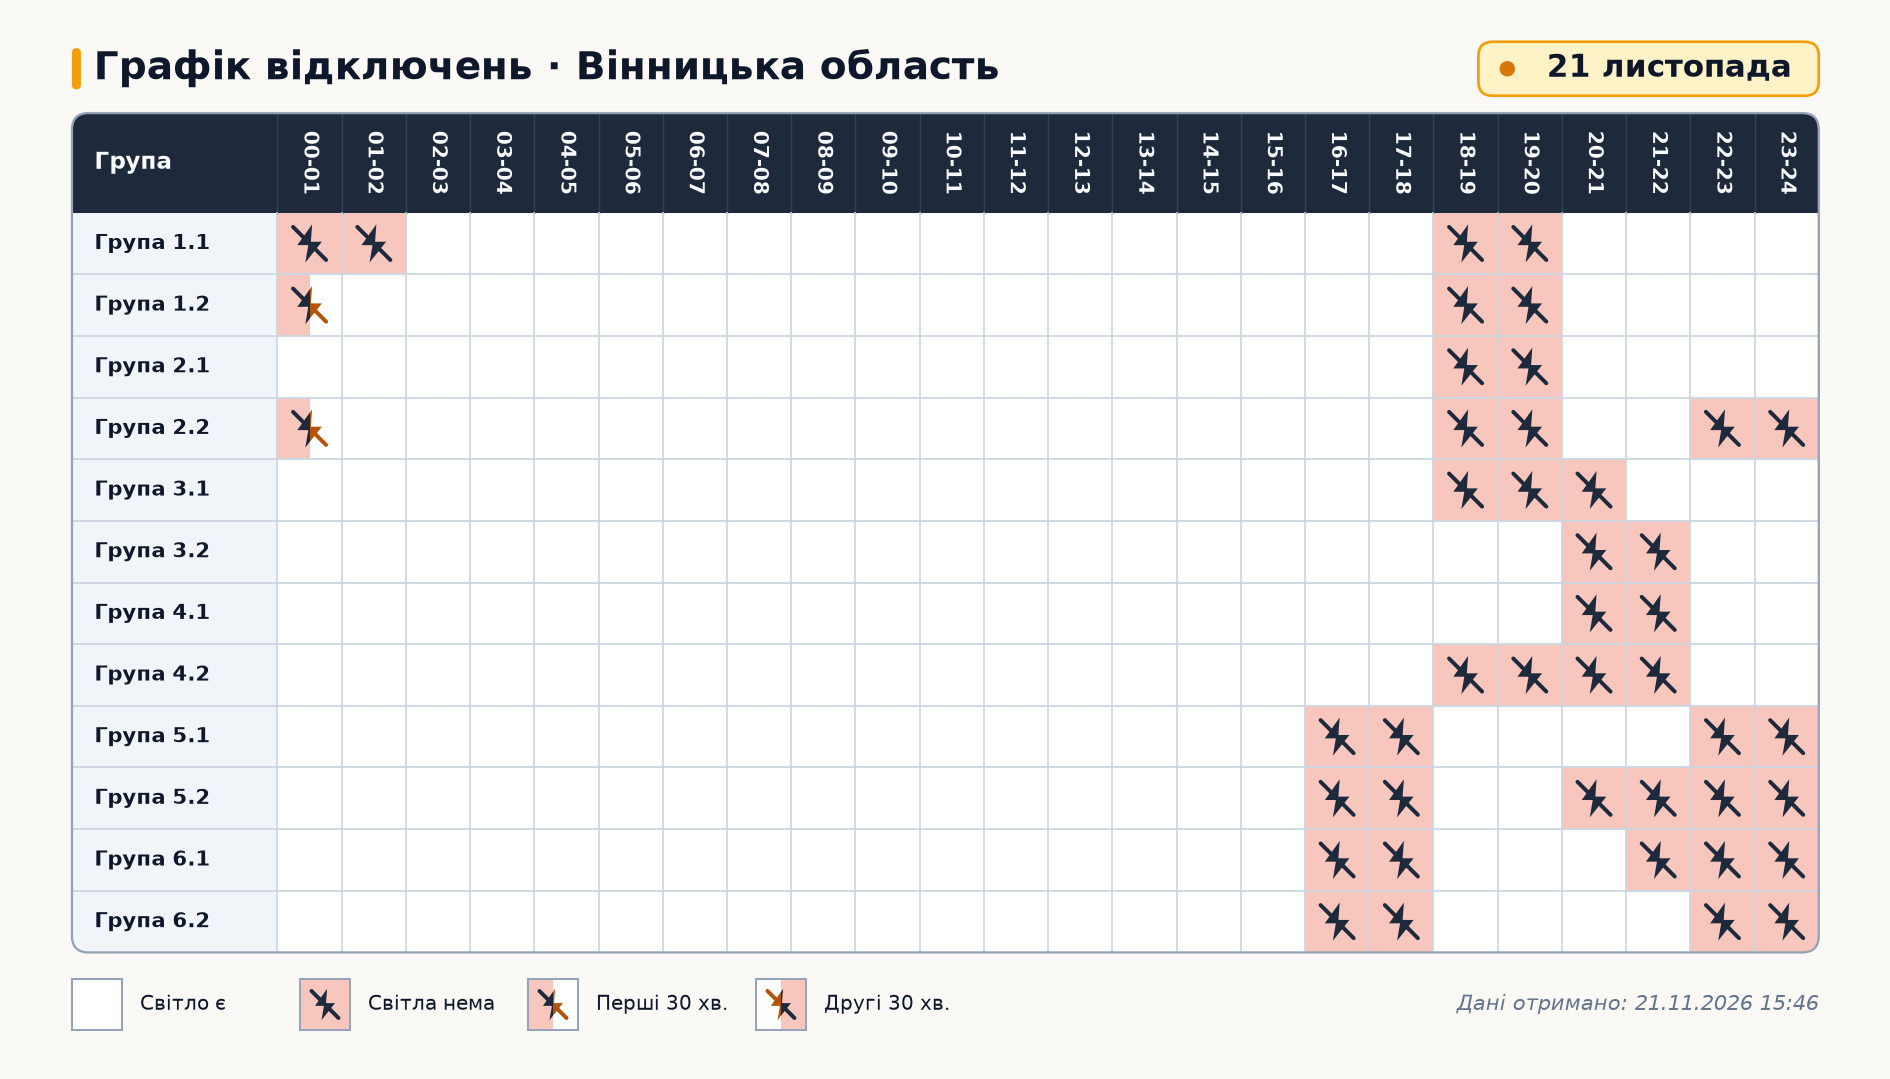 Графік відключень · Вінницька область
21 листопада
Група 00-01 01-02 02-03 03-04 04-05 05-06 06-07 07-08 08-09 09-10 10-11 11-12 12-13 13-14 14-15 15-16 16-17 17-18 18-19 19-20 20-21 21-22 22-23 23-24
Група 1.1
Група 1.2
Група 2.1
Група 2.2
Група 3.1
Група 3.2
Група 4.1
Група 4.2
Група 5.1
Група 5.2
Група 6.1
Група 6.2
Світло є Світла нема Перші 30 хв. Другі 30 хв.
Дані отримано: 21.11.2026 15:46